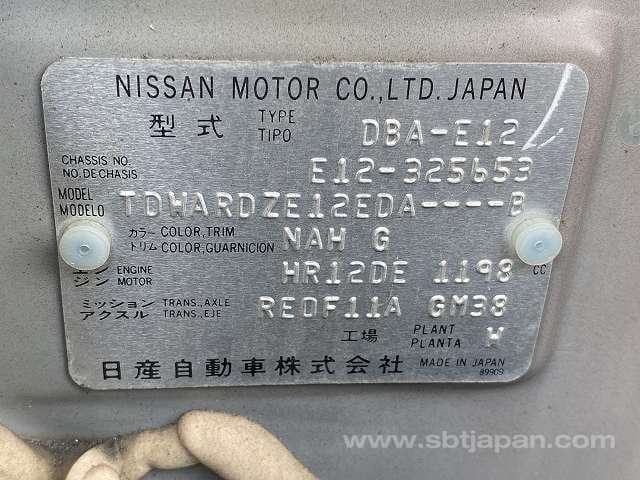 NISSAN MOTOR CO.,LTD. JAPAN
型式 TYPE TIPO DBA-E12
CHASSIS NO. NO.DECHASIS E12-325653
MODEL MODELO TDWARDZE12EDA----B
カラー COLOR,TRIM トリム COLOR,GUARNICION NAH G
エンジン ENGINE MOTOR HR12DE 1198 CC
ミッション TRANS.,AXLE アクスル TRANS.,EJE RE0F11A GM38
工場 PLANT PLANTA W
日産自動車株式会社 MADE IN JAPAN
89909
www.sbtjapan.com